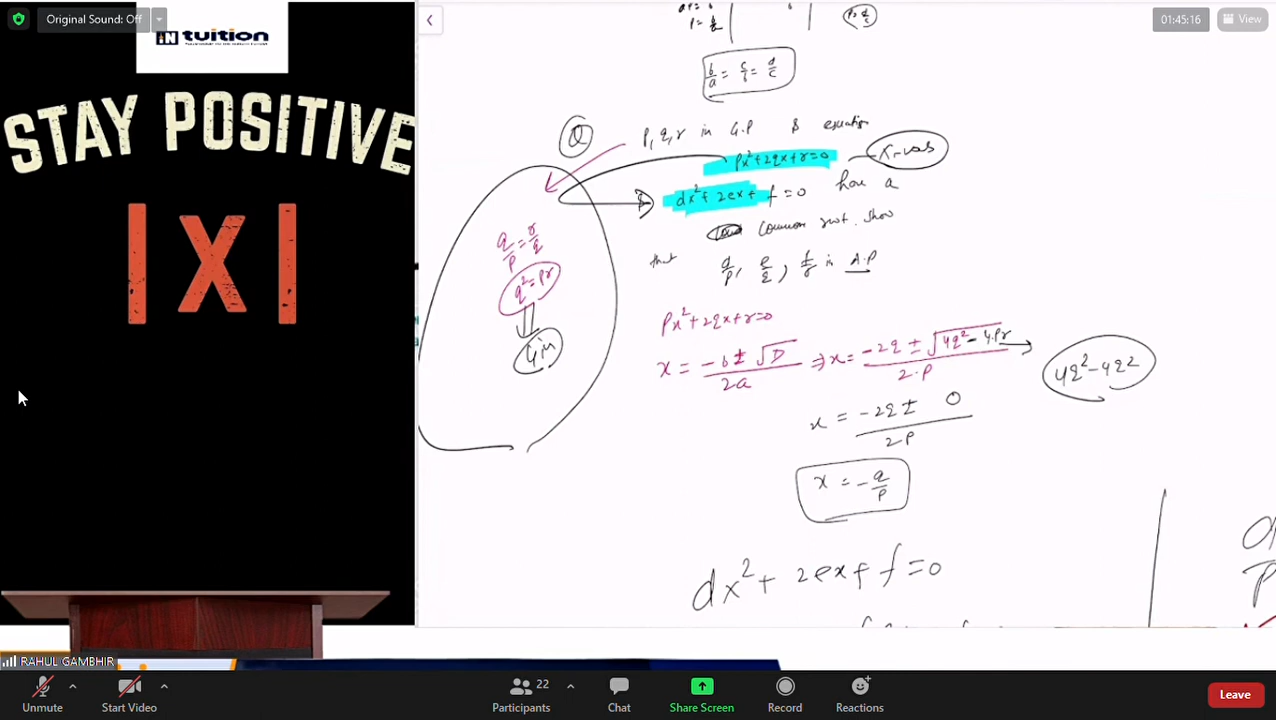 Original Sound: Off
01:45:16
View
iNtuition
STAY POSITIVE
|x|
b/a = c/b = d/c
Q
P, q, r in G.P & equation
px²+2qx+r=0
dx²+2ex+f=0 have a
common root. show
that d/p, e/q, f/r in A.P
q/p = r/q
q²=pr
px²+2qx+r=0
x = -b±√D/2a ⇒ x = -2q ± √4q²-4pr/2.p
4q²-4q²
x = -2q ± 0/2p
x = -q/p
dx²+2ex+f=0
d/p
RAHUL GAMBHIR
Unmute
Start Video
22
Participants
Chat
Share Screen
Record
Reactions
Leave